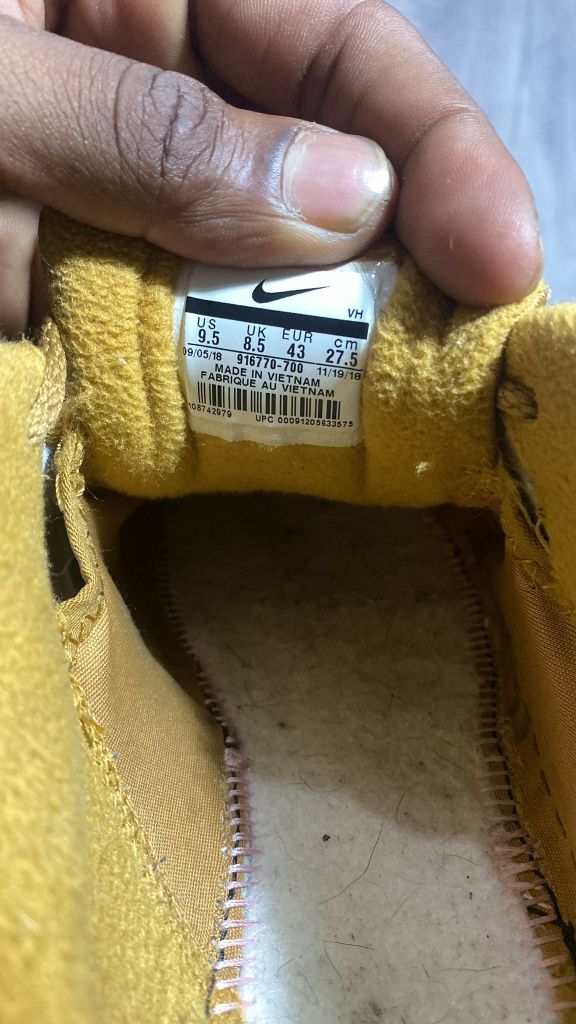 VH
US UK EUR cm
9.5 8.5 43 27.5
09/05/18 916770-700 11/19/18
MADE IN VIETNAM
FABRIQUE AU VIETNAM
108742979 UPC 00091205633575